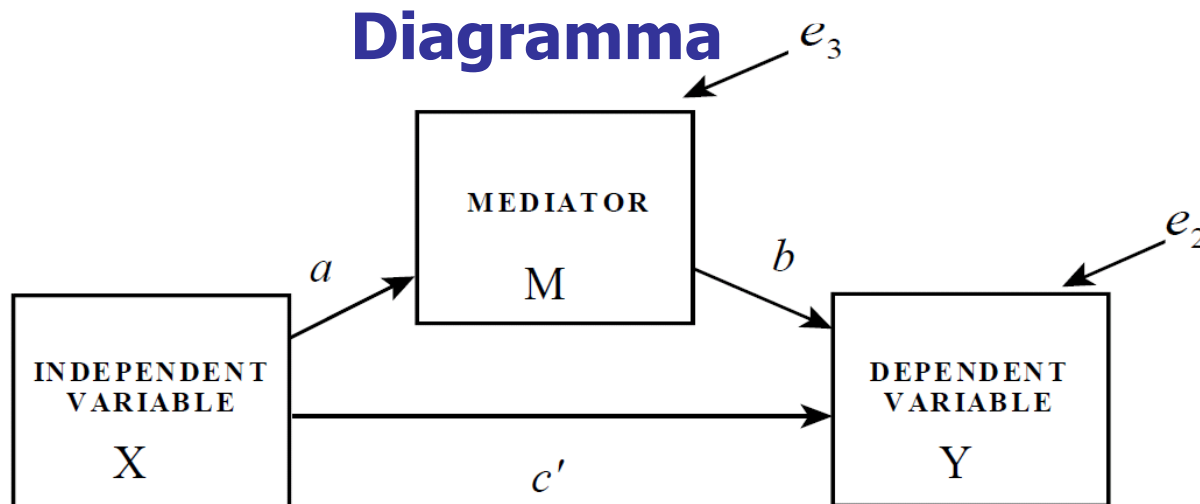 Diagramma
e₃
MEDIATOR
M
a
b
e₂
INDEPENDENT
VARIABLE
X
DEPENDENT
VARIABLE
Y
c′